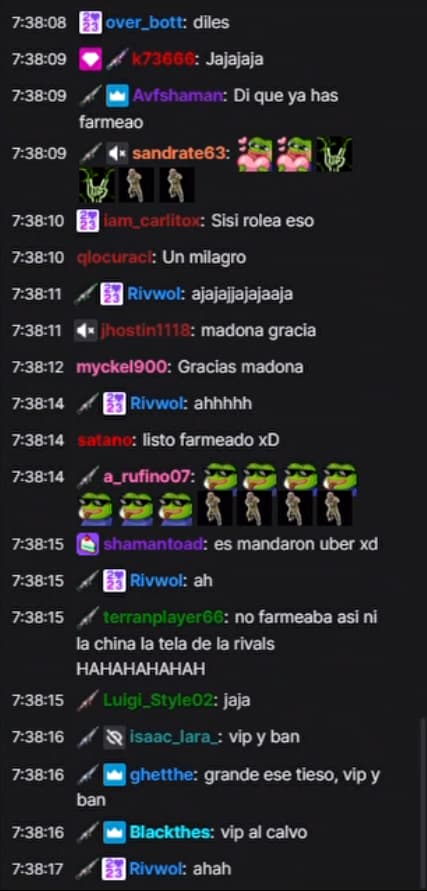 7:38:08 over_bott: diles
7:38:09 k73666: Jajajaja
7:38:09 Avfshaman: Di que ya has
farmeao
7:38:09 sandrate63:
7:38:10 iam_carlitox: Sisi rolea eso
7:38:10 qlocuracl: Un milagro
7:38:11 Rivwol: ajajajjajajaaja
7:38:11 jhostin1118: madona gracia
7:38:12 myckel900: Gracias madona
7:38:14 Rivwol: ahhhhh
7:38:14 satano: listo farmeado xD
7:38:14 a_rufino07:
7:38:15 shamantoad: es mandaron uber xd
7:38:15 Rivwol: ah
7:38:15 terranplayer66: no farmeaba asi ni
la china la tela de la rivals
HAHAHAHAHAH
7:38:15 Luigi_Style02: jaja
7:38:16 isaac_lara_: vip y ban
7:38:16 ghetthe: grande ese tieso, vip y
ban
7:38:16 Blackthes: vip al calvo
7:38:17 Rivwol: ahah